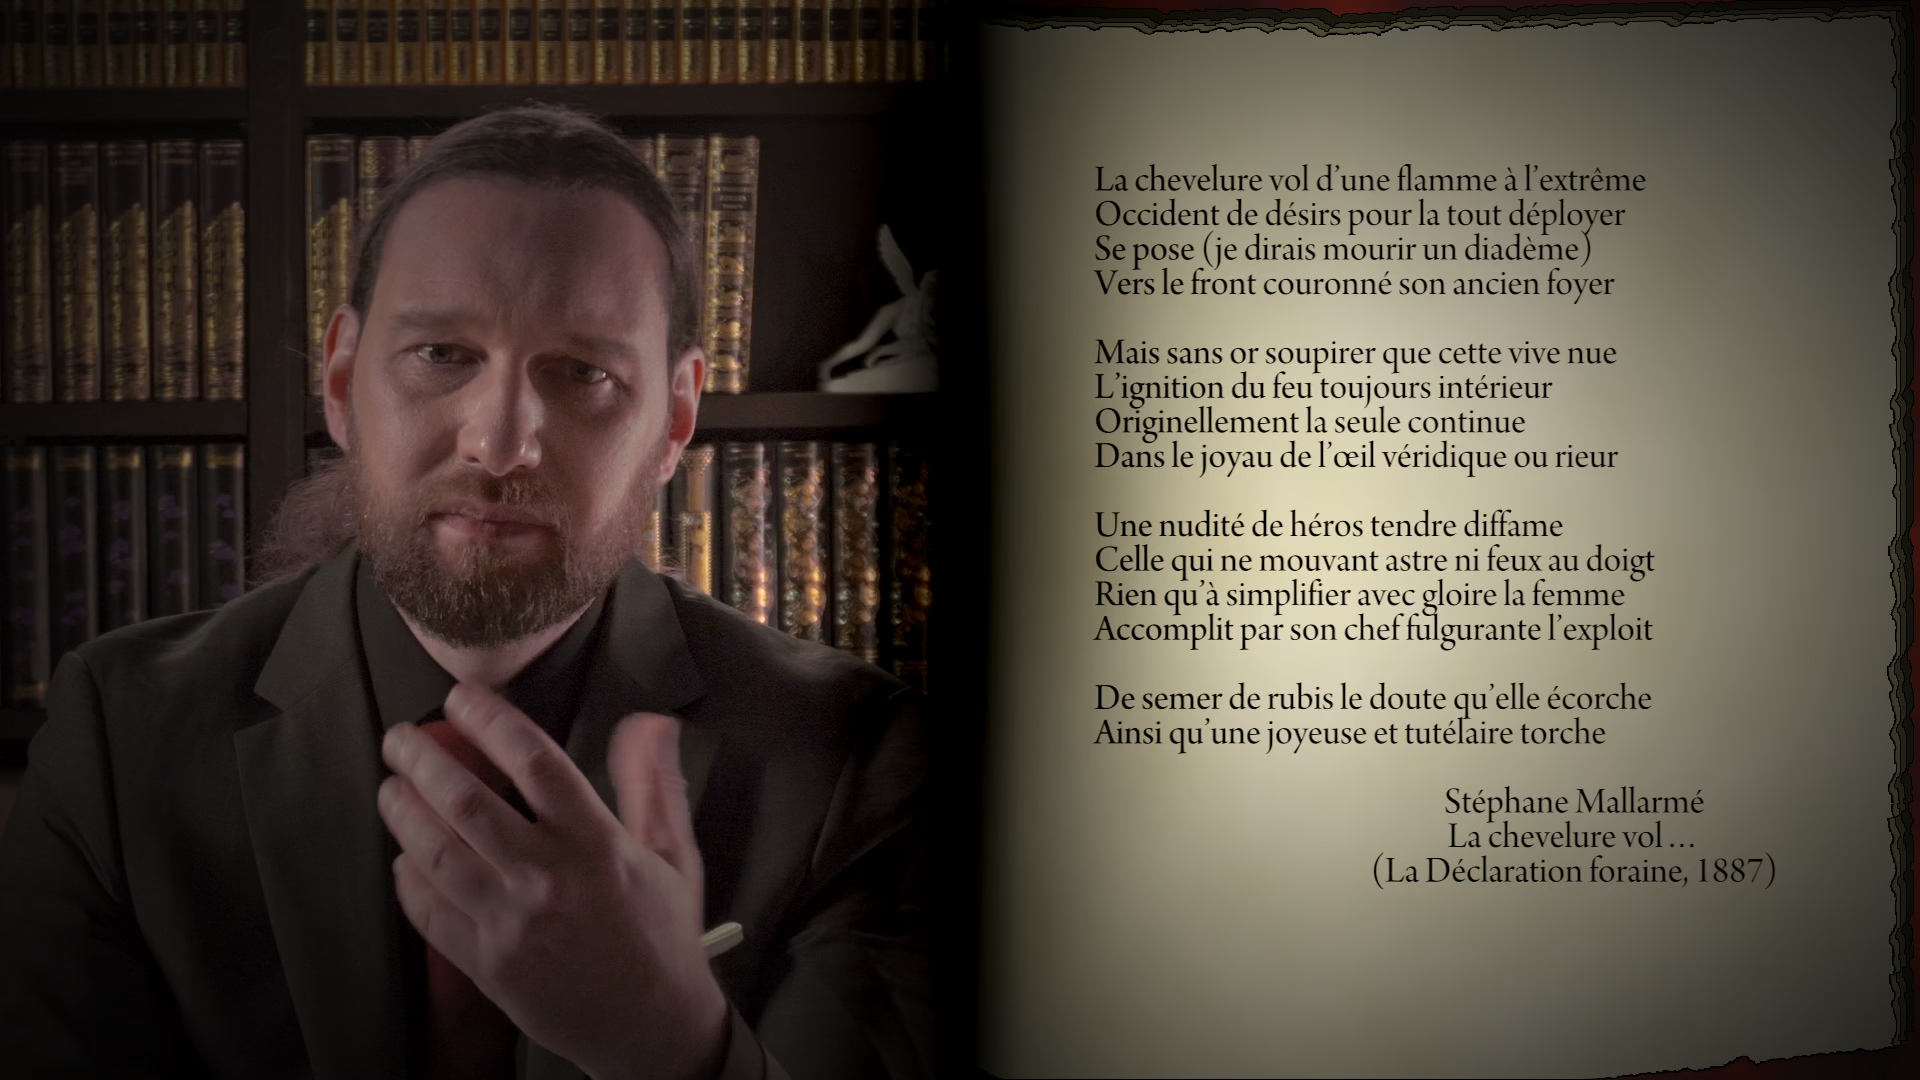 La chevelure vol d’une flamme à l’extrême
Occident de désirs pour la tout déployer
Se pose (je dirais mourir un diadème)
Vers le front couronné son ancien foyer
Mais sans or soupirer que cette vive nue
L’ignition du feu toujours intérieur
Originellement la seule continue
Dans le joyau de l’œil véridique ou rieur
Une nudité de héros tendre diffame
Celle qui ne mouvant astre ni feux au doigt
Rien qu’à simplifier avec gloire la femme
Accomplit par son chef fulgurante l’exploit
De semer de rubis le doute qu’elle écorche
Ainsi qu’une joyeuse et tutélaire torche
Stéphane Mallarmé
La chevelure vol…
(La Déclaration foraine, 1887)